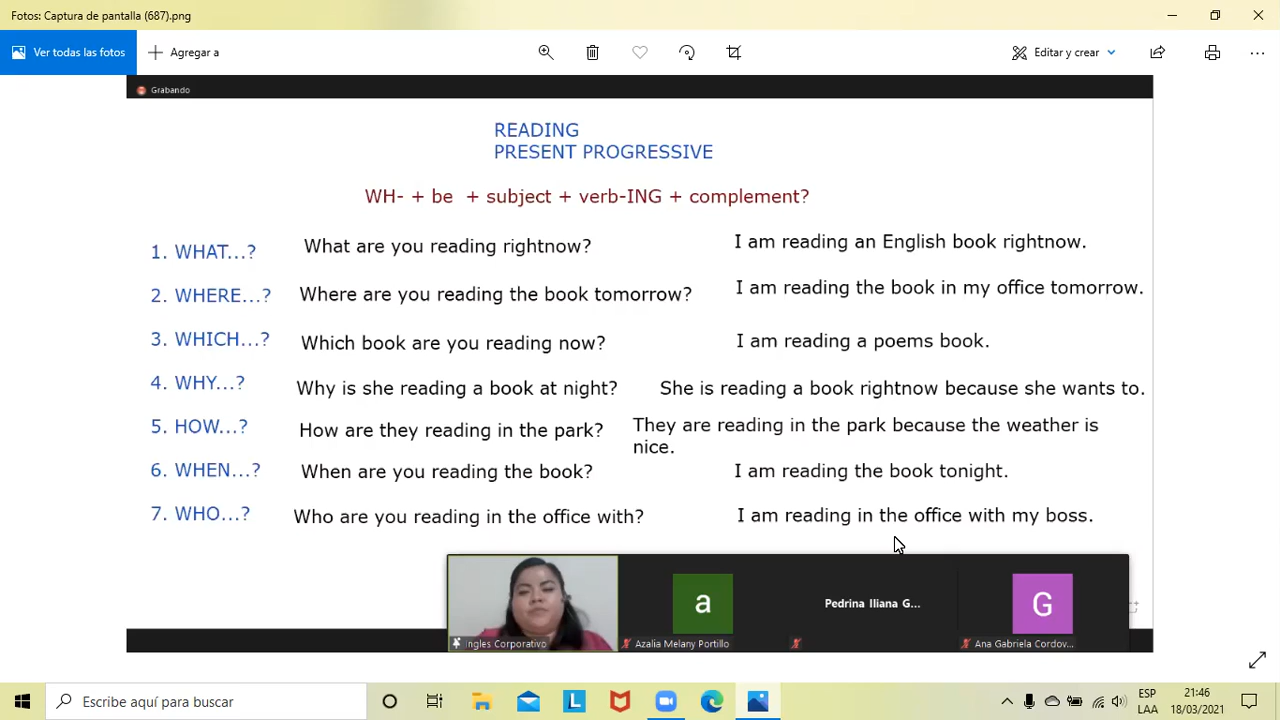 Fotos: Captura de pantalla (687).png
Ver todas las fotos
Agregar a
Editar y crear
Grabando
READING
PRESENT PROGRESSIVE
WH- + be + subject + verb-ING + complement?
1. WHAT...? What are you reading rightnow? I am reading an English book rightnow.
2. WHERE...? Where are you reading the book tomorrow? I am reading the book in my office tomorrow.
3. WHICH...? Which book are you reading now? I am reading a poems book.
4. WHY...? Why is she reading a book at night? She is reading a book rightnow because she wants to.
5. HOW...? How are they reading in the park? They are reading in the park because the weather is
nice.
6. WHEN...? When are you reading the book? I am reading the book tonight.
7. WHO...? Who are you reading in the office with? I am reading in the office with my boss.
a
Pedrina Iliana G...
G
Ingles Corporativo
Azalia Melany Portillo
Ana Gabriela Cordov...
Escribe aquí para buscar
L
ESP
LAA
21:46
18/03/2021